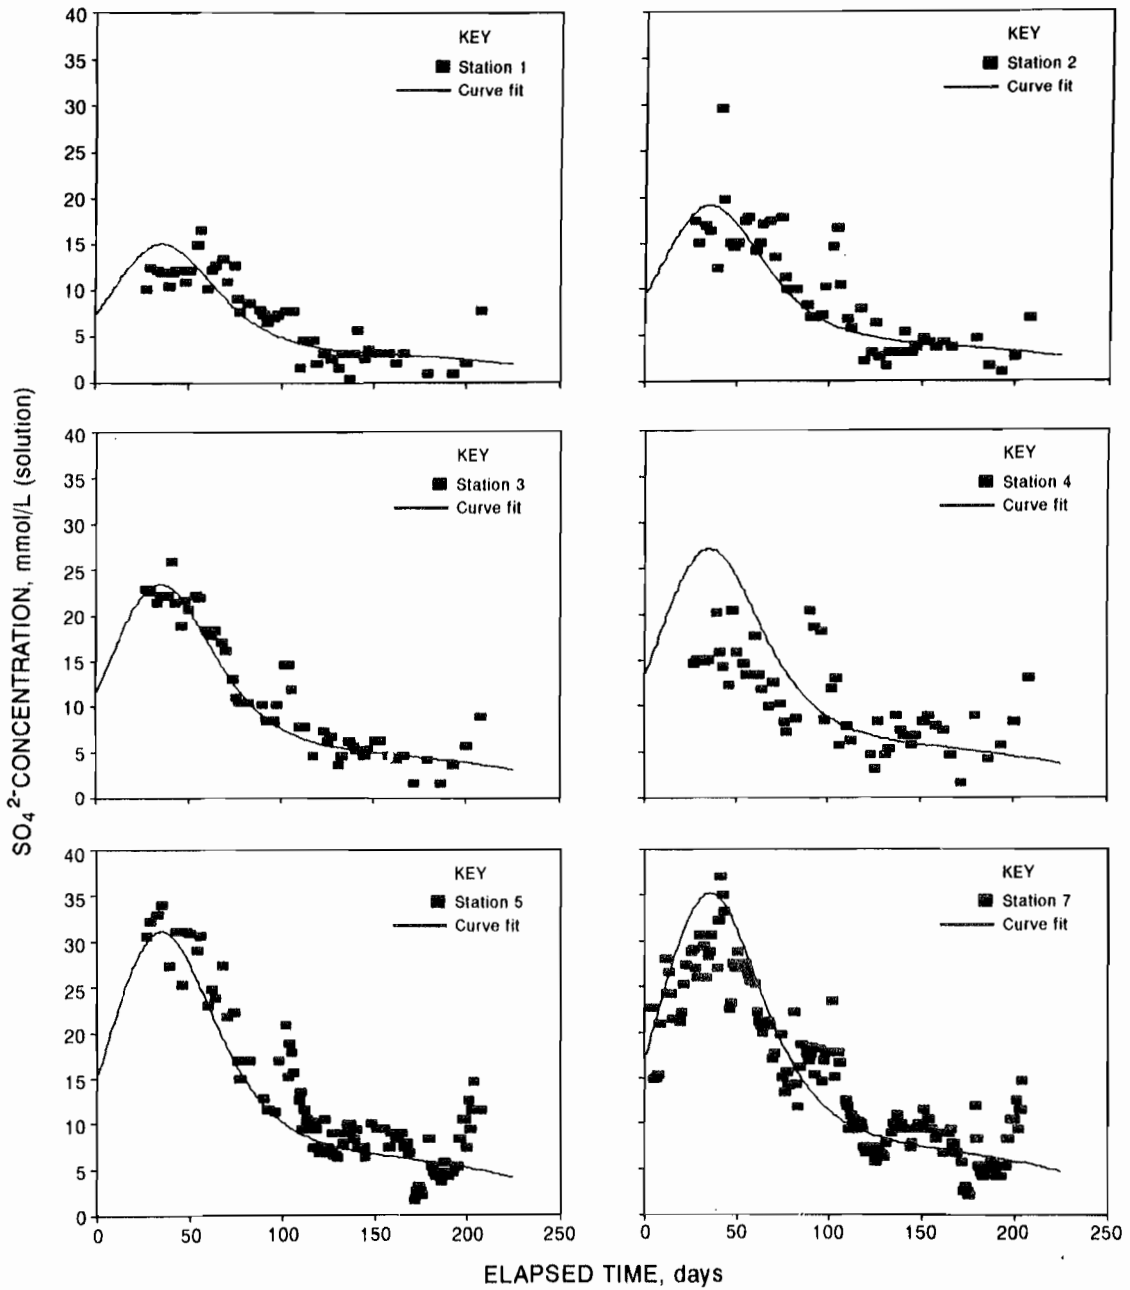 40
35
30
25
20
15
10
5
0
KEY
Station 1
Curve fit
KEY
Station 2
Curve fit
40
35
30
25
20
15
10
5
0
KEY
Station 3
Curve fit
KEY
Station 4
Curve fit
40
35
30
25
20
15
10
5
0
KEY
Station 5
Curve fit
KEY
Station 7
Curve fit
0 50 100 150 200 250
0 50 100 150 200 250
SO₄²⁻CONCENTRATION, mmol/L (solution)
ELAPSED TIME, days